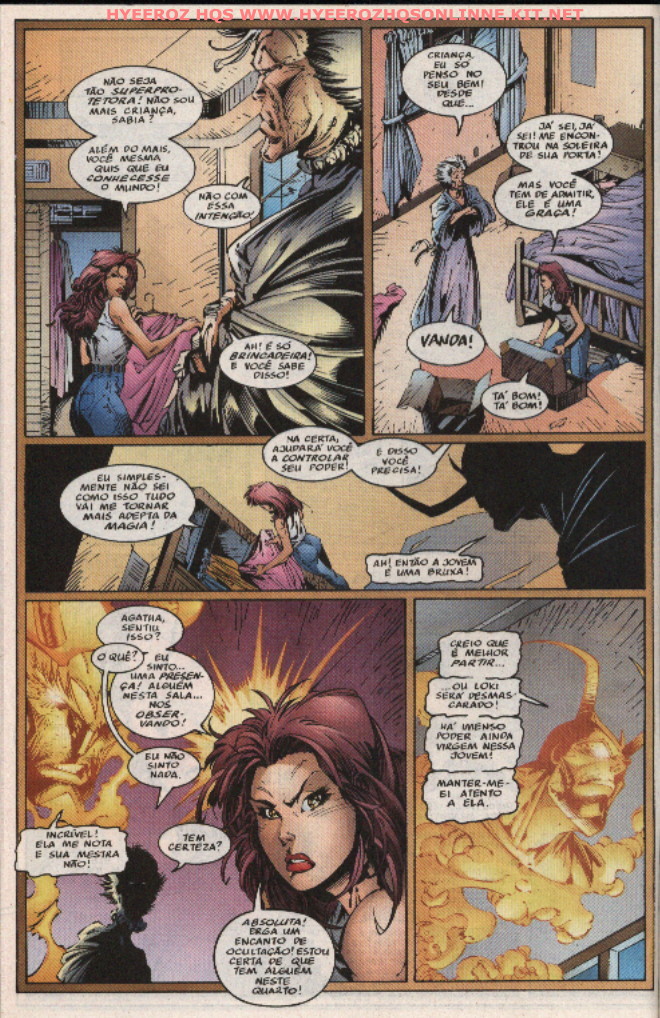 HYEEROZ HQS WWW.HYEEROZHQSONLINNE.KIT.NET
NÃO SEJA
TÃO SUPERPRO-
TETORA! NÃO SOU
MAIS CRIANÇA,
SABIA?
ALÉM DO MAIS,
VOCÊ MESMA
QUIS QUE EU
CONHECESSE
O MUNDO!
NÃO COM
ESSA
INTENÇÃO!
AH! É SÓ
BRINCADEIRA!
E VOCÊ SABE
DISSO!
CRIANÇA,
EU SÓ
PENSO NO
SEU BEM!
DESDE
QUE...
JÁ SEI, JÁ
SEI! ME ENCON-
TROU NA SOLEIRA
DE SUA PORTA!
MAS VOCÊ
TEM DE ADMITIR,
ELE É UMA
GRAÇA!
VANDA!
TÁ BOM!
TÁ BOM!
EU SIMPLES-
MENTE NÃO SEI
COMO ISSO TUDO
VAI ME TORNAR
MAIS ADEPTA DA
MAGIA!
NA CERTA,
AJUDARÁ VOCÊ
A CONTROLAR
SEU PODER!
É DISSO
VOCÊ
PRECISA!
AH! ENTÃO A JOVEM
É UMA BRUXA!
AGATHA,
SENTIU
ISSO?
O QUÊ?
EU
SINTO...
UMA PRESEN-
ÇA! ALGUÉM
NESTA SALA...
NOS
OBSER-
VANDO!
EU NÃO
SINTO
NADA.
INCRÍVEL!
ELA ME NOTA
E SUA MESTRA
NÃO!
TEM
CERTEZA?
ABSOLUTA!
ERGA UM
ENCANTO DE
OCULTAÇÃO! ESTOU
CERTA DE QUE
TEM ALGUÉM
NESTE
QUARTO!
CREIO QUE
É MELHOR
PARTIR...
...OU LOKI
SERÁ DESMAS-
CARADO!
HÁ IMENSO
PODER AINDA
VIRGEM NESSA
JOVEM!
MANTER-ME-
EI ATENTO
A ELA.